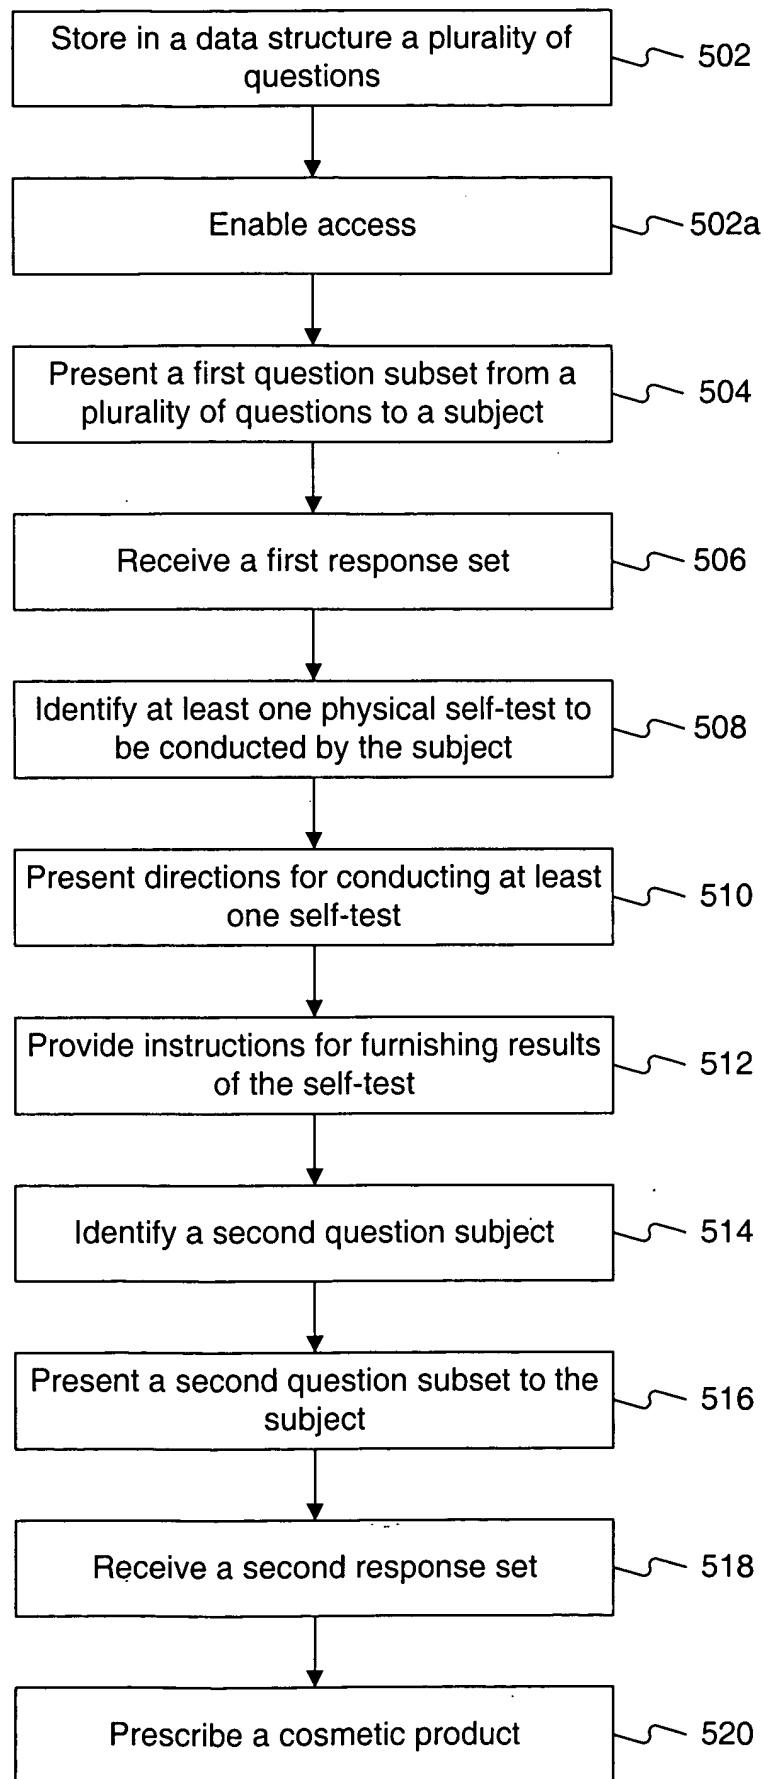 Store in a data structure a plurality of
questions
502
Enable access
502a
Present a first question subset from a
plurality of questions to a subject
504
Receive a first response set
506
Identify at least one physical self-test to
be conducted by the subject
508
Present directions for conducting at least
one self-test
510
Provide instructions for furnishing results
of the self-test
512
Identify a second question subject
514
Present a second question subset to the
subject
516
Receive a second response set
518
Prescribe a cosmetic product
520